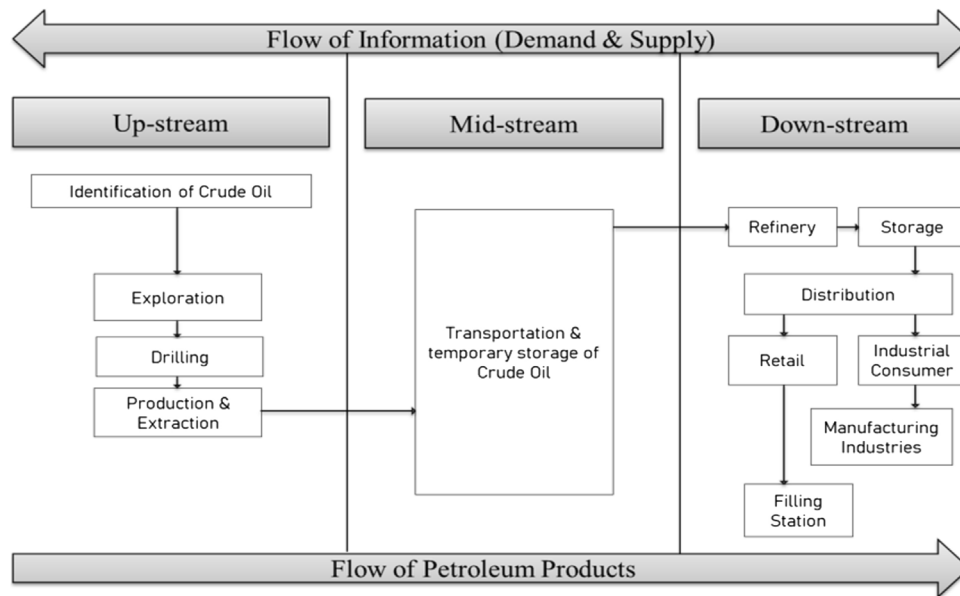 Flow of Information (Demand & Supply)
Up-stream
Mid-stream
Down-stream
Identification of Crude Oil
Exploration
Drilling
Production &
Extraction
Transportation &
temporary storage of
Crude Oil
Refinery
Storage
Distribution
Retail
Industrial
Consumer
Manufacturing
Industries
Filling
Station
Flow of Petroleum Products